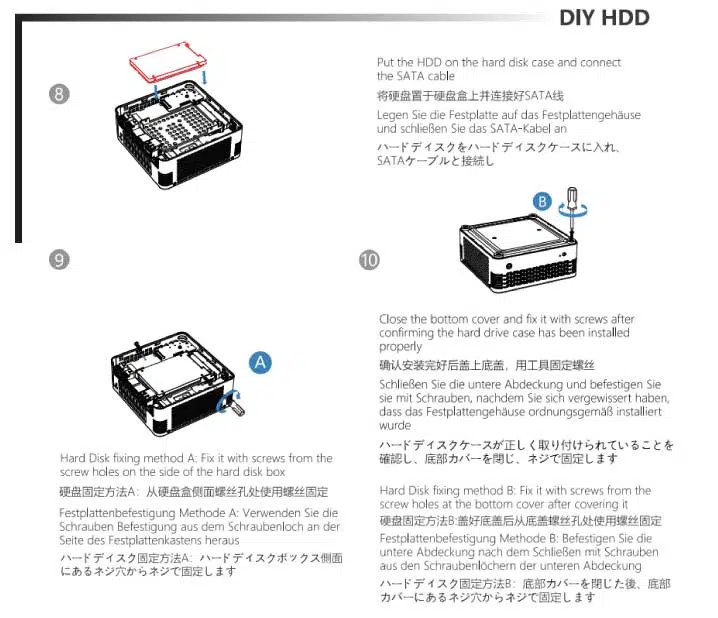 DIY HDD
8
Put the HDD on the hard disk case and connect
the SATA cable
将硬盘置于硬盘盒上并连接好SATA线
Legen Sie die Festplatte auf das Festplattengehäuse
und schließen Sie das SATA-Kabel an
ハードディスクをハードディスクケースに入れ、
SATAケーブルと接続し
9
A
Hard Disk fixing method A: Fix it with screws from the
screw holes on the side of the hard disk box
硬盘固定方法A：从硬盘盒侧面螺丝孔处使用螺丝固定
Festplattenbefestigung Methode A: Verwenden Sie die
Schrauben Befestigung aus dem Schraubenloch an der
Seite des Festplattenkastens heraus
ハードディスク固定方法A：ハードディスクボックス側面
にあるネジ穴からネジで固定します
10
B
Close the bottom cover and fix it with screws after
confirming the hard drive case has been installed
properly
确认安装完好后盖上底盖，用工具固定螺丝
Schließen Sie die untere Abdeckung und befestigen Sie
sie mit Schrauben, nachdem Sie sich vergewissert haben,
dass das Festplattengehäuse ordnungsgemäß installiert
wurde
ハードディスクケースが正しく取り付けられていることを
確認し、底部カバーを閉じ、ネジで固定します
Hard Disk fixing method B: Fix it with screws from the
screw holes at the bottom cover after covering it
硬盘固定方法B:盖好底盖后从底盖螺丝孔处使用螺丝固定
Festplattenbefestigung Methode B: Befestigen Sie die
untere Abdeckung nach dem Schließen mit Schrauben
aus den Schraubenlöchern der unteren Abdeckung
ハードディスク固定方法B：底部カバーを閉じた後、底部
カバーにあるネジ穴からネジで固定します